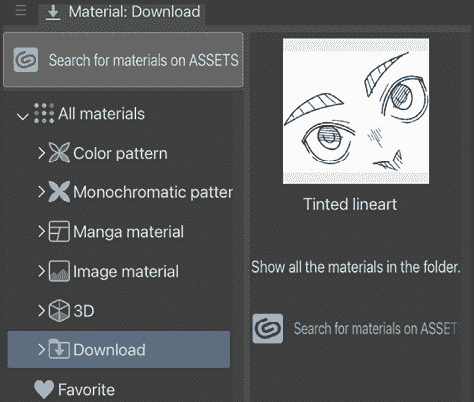 Material: Download
Search for materials on ASSETS
All materials
Color pattern
Monochromatic patter
Manga material
Image material
3D
Download
Favorite
Tinted lineart
Show all the materials in the folder.
Search for materials on ASSET